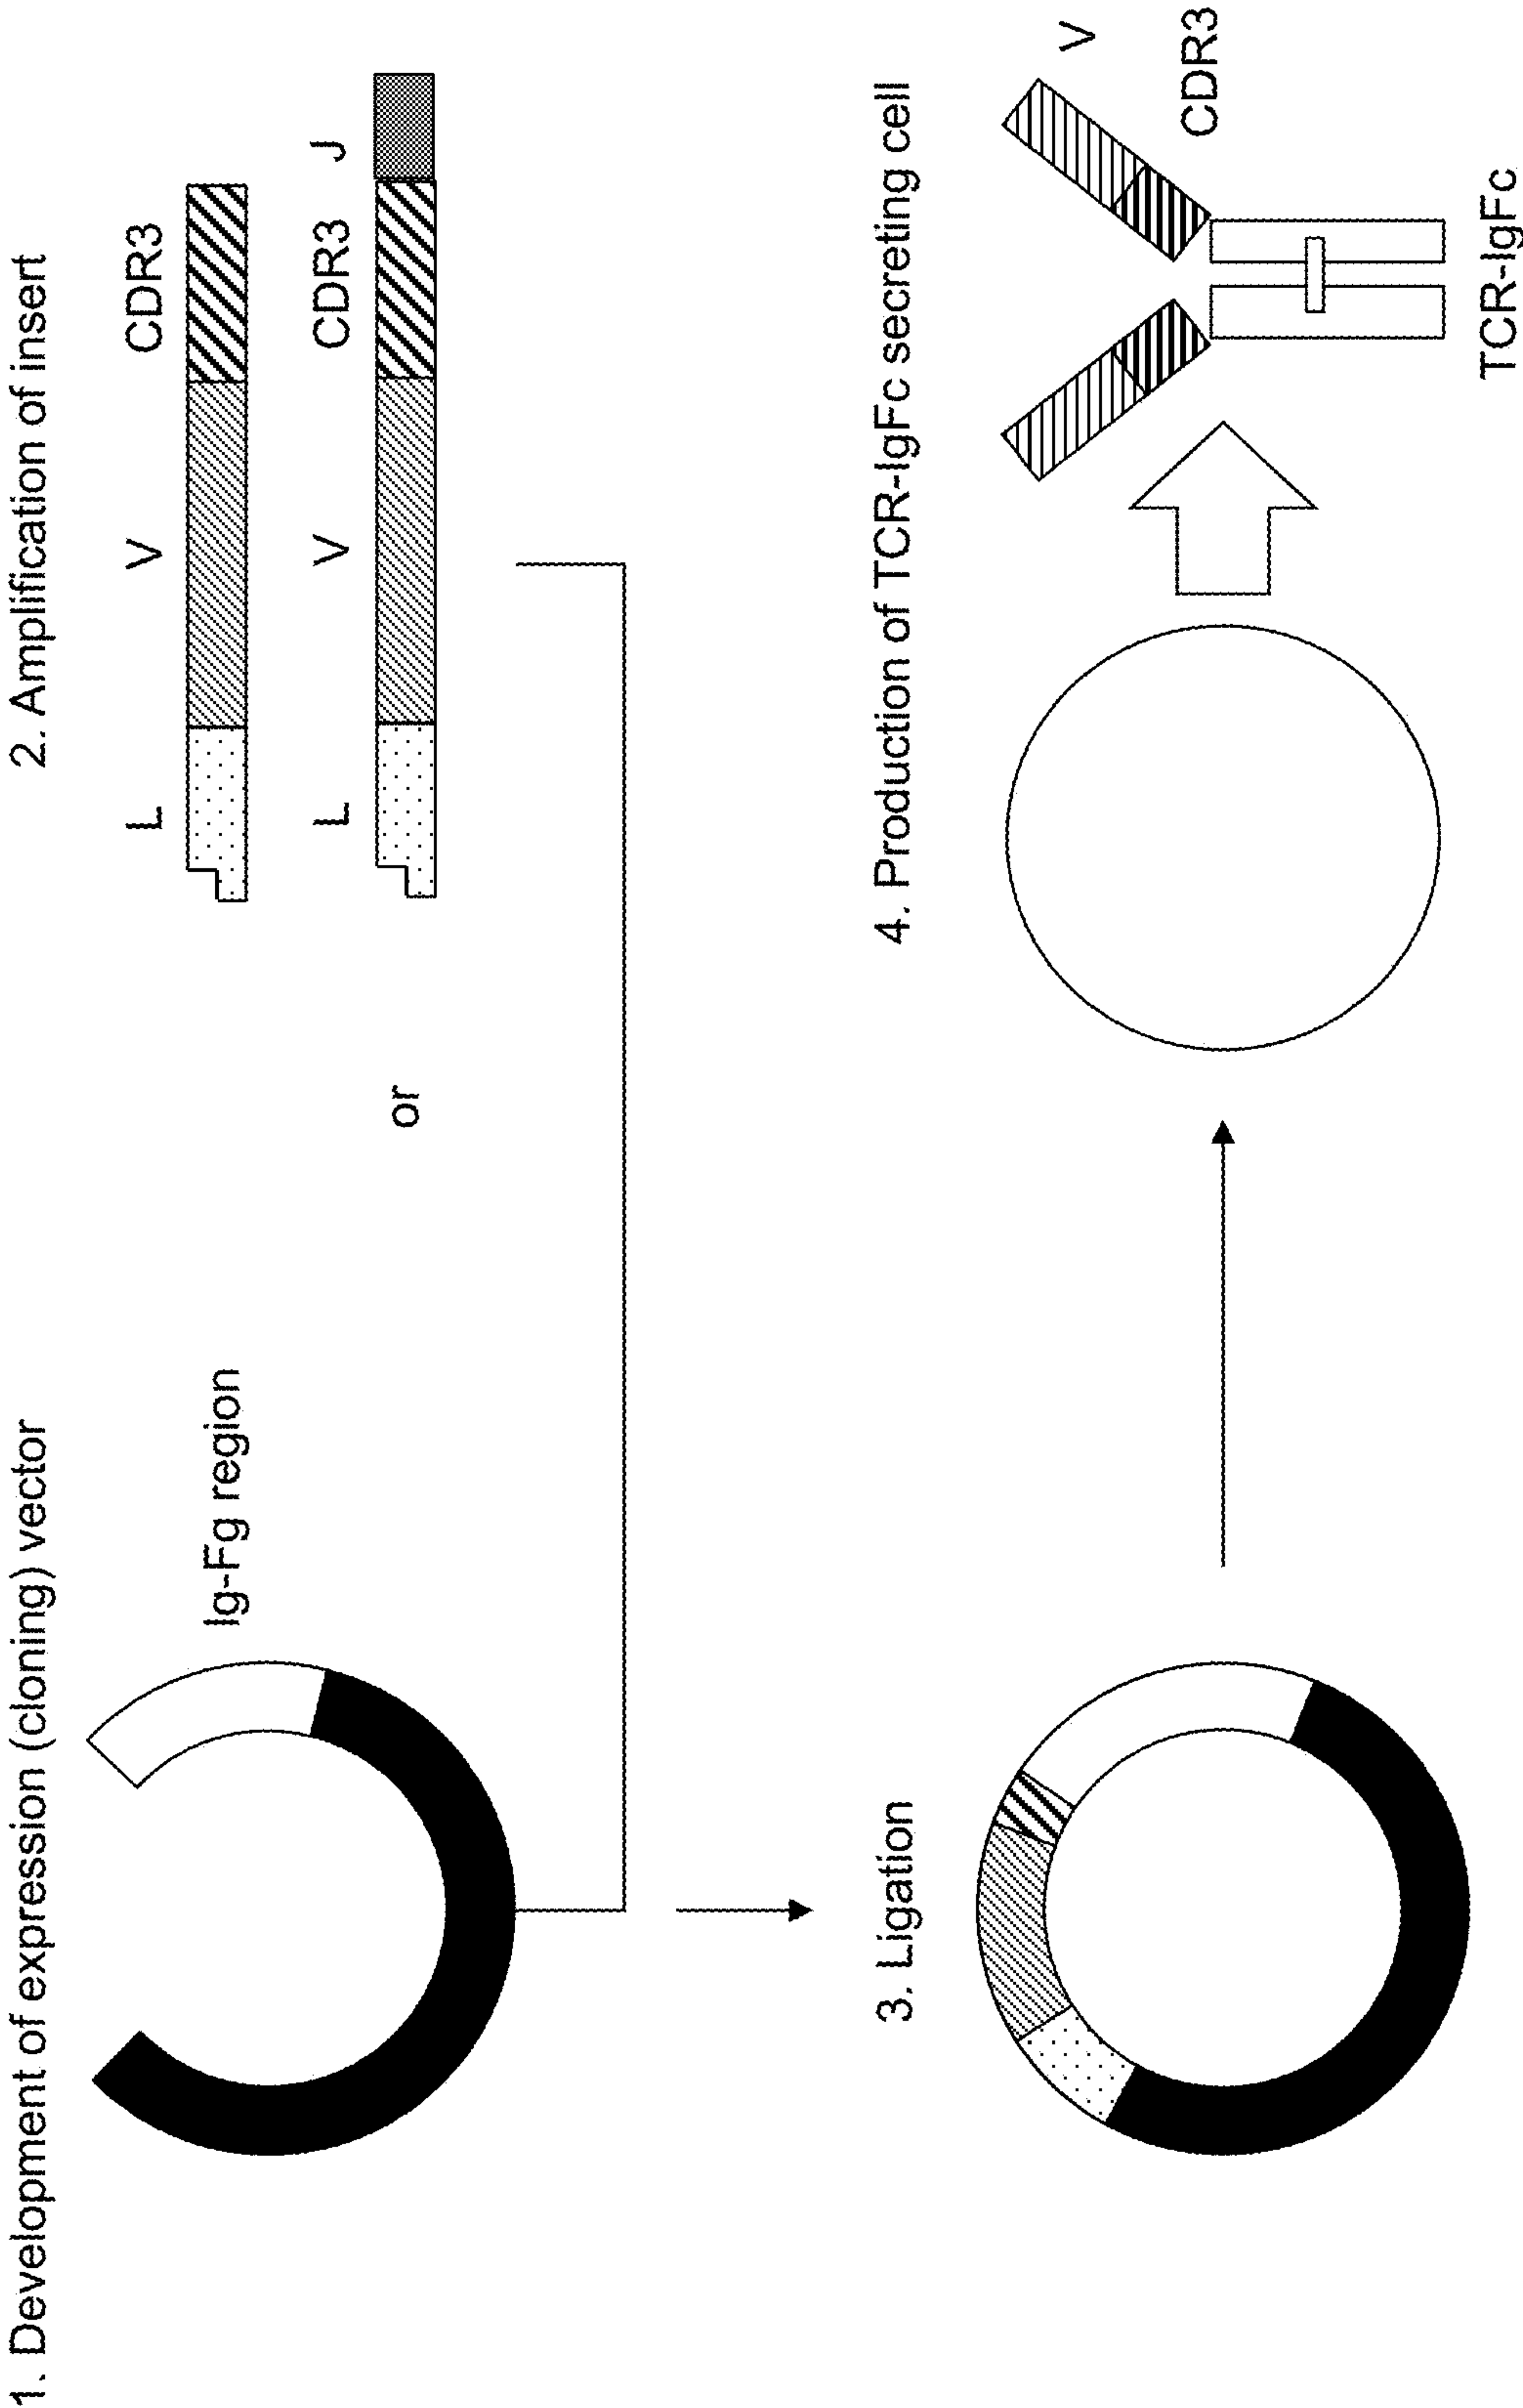 1. Development of expression (cloning) vector
Ig-Fg region
2. Amplification of insert
L V CDR3
or
L V CDR3 J
3. Ligation
4. Production of TCR-IgFc secreting cell
V
CDR3
TCR-IgFc